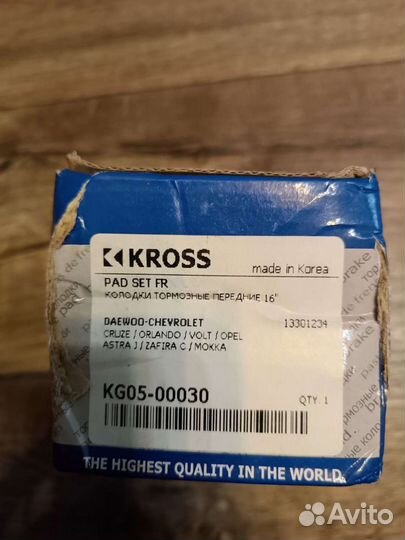 KROSS
made in Korea
PAD SET FR
КОЛОДКИ ТОРМОЗНЫЕ ПЕРЕДНИЕ 16"
DAEWOO-CHEVROLET 13301234
CRUZE / ORLANDO / VOLT / OPEL
ASTRA J / ZAFIRA C / MOKKA
KG05-00030 QTY. 1
THE HIGHEST QUALITY IN THE WORLD.
Avito